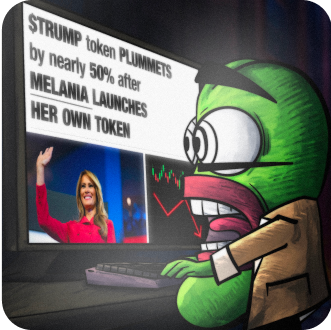 $TRUMP token PLUMMETS
by nearly 50% after
MELANIA LAUNCHES
HER OWN TOKEN